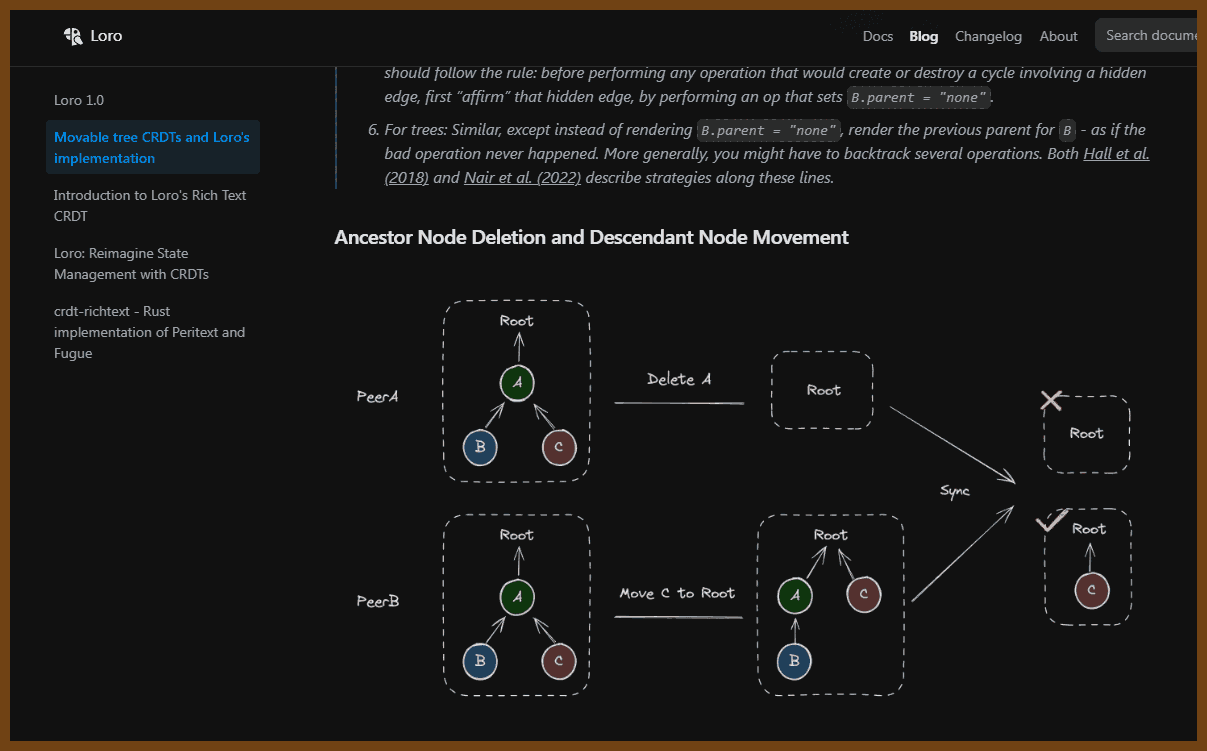 Loro
Docs Blog Changelog About Search docume
Loro 1.0
Movable tree CRDTs and Loro's
implementation
Introduction to Loro's Rich Text
CRDT
Loro: Reimagine State
Management with CRDTs
crdt-richtext - Rust
implementation of Peritext and
Fugue
should follow the rule: before performing any operation that would create or destroy a cycle involving a hidden
edge, first “affirm” that hidden edge, by performing an op that sets B.parent = "none".
6. For trees: Similar, except instead of rendering B.parent = "none", render the previous parent for B - as if the
bad operation never happened. More generally, you might have to backtrack several operations. Both Hall et al.
(2018) and Nair et al. (2022) describe strategies along these lines.
Ancestor Node Deletion and Descendant Node Movement
PeerA
Root
A
B C
Delete A
Root
Sync
Root
PeerB
Root
A
B C
Move C to Root
Root
A C
B
Root
C